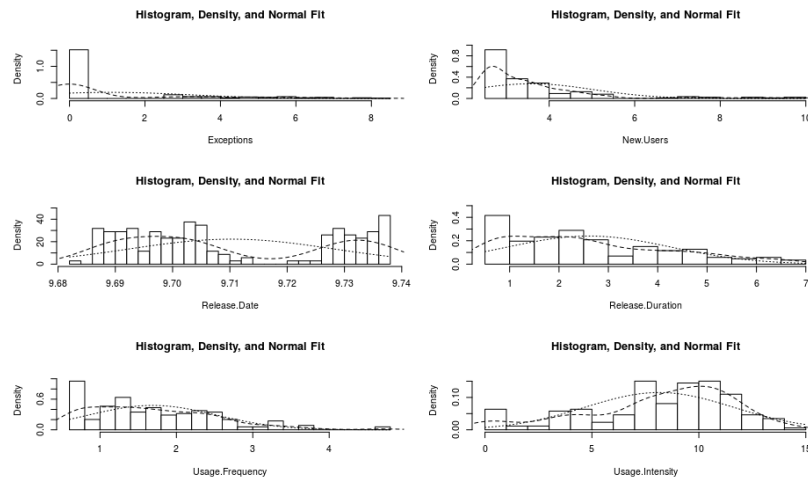 Histogram, Density, and Normal Fit
Density
0.0 1.0
0 2 4 6 8
Exceptions
Histogram, Density, and Normal Fit
Density
0.0 0.4 0.8
4 6 8 10
New.Users
Histogram, Density, and Normal Fit
Density
0 20 40
9.68 9.69 9.70 9.71 9.72 9.73 9.74
Release.Date
Histogram, Density, and Normal Fit
Density
0.0 0.2 0.4
1 2 3 4 5 6 7
Release.Duration
Histogram, Density, and Normal Fit
Density
0.0 0.6
1 2 3 4
Usage.Frequency
Histogram, Density, and Normal Fit
Density
0.00 0.10
0 5 10 15
Usage.Intensity